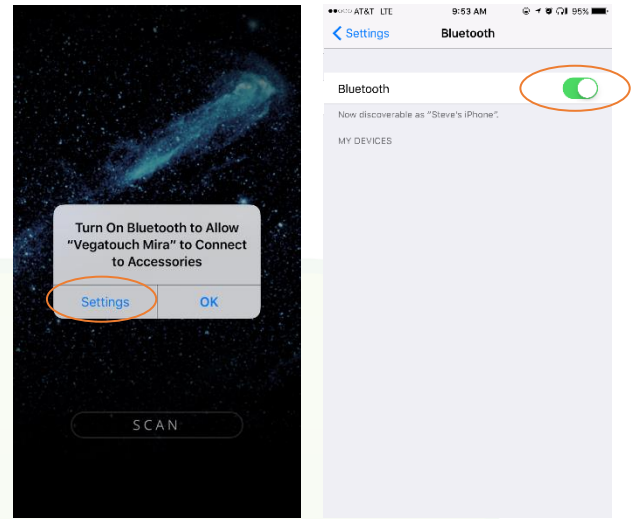 Turn On Bluetooth to Allow
“Vegatouch Mira” to Connect
to Accessories
Settings
OK
SCAN
AT&T LTE
9:53 AM
95%
Settings
Bluetooth
Bluetooth
Now discoverable as “Steve's iPhone”.
MY DEVICES